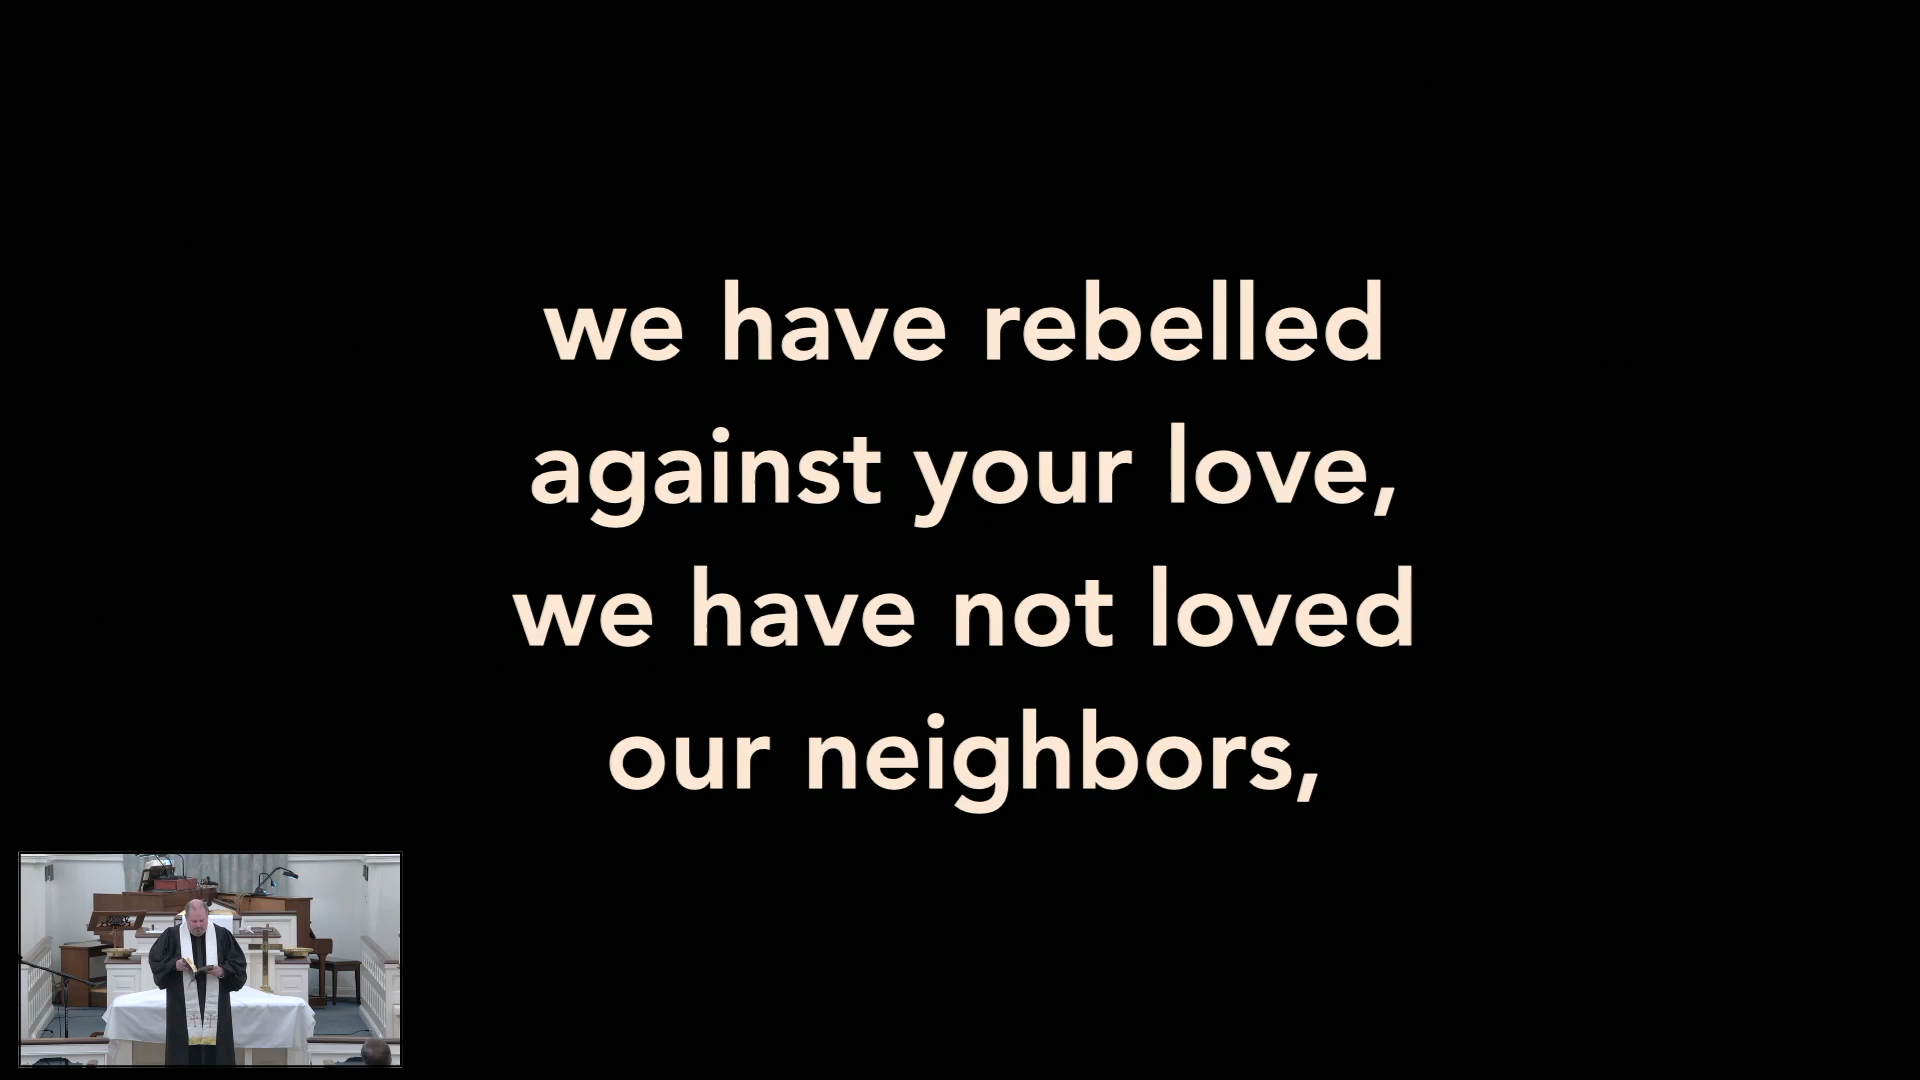 we have rebelled
against your love,
we have not loved
our neighbors,